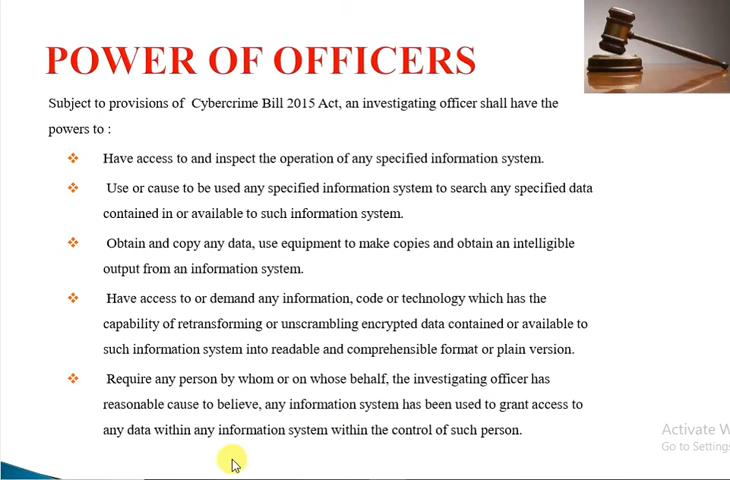 POWER OF OFFICERS
Subject to provisions of Cybercrime Bill 2015 Act, an investigating officer shall have the
powers to :
Have access to and inspect the operation of any specified information system.
Use or cause to be used any specified information system to search any specified data
contained in or available to such information system.
Obtain and copy any data, use equipment to make copies and obtain an intelligible
output from an information system.
Have access to or demand any information, code or technology which has the
capability of retransforming or unscrambling encrypted data contained or available to
such information system into readable and comprehensible format or plain version.
Require any person by whom or on whose behalf, the investigating officer has
reasonable cause to believe, any information system has been used to grant access to
any data within any information system within the control of such person.
Activate W
Go to Settings